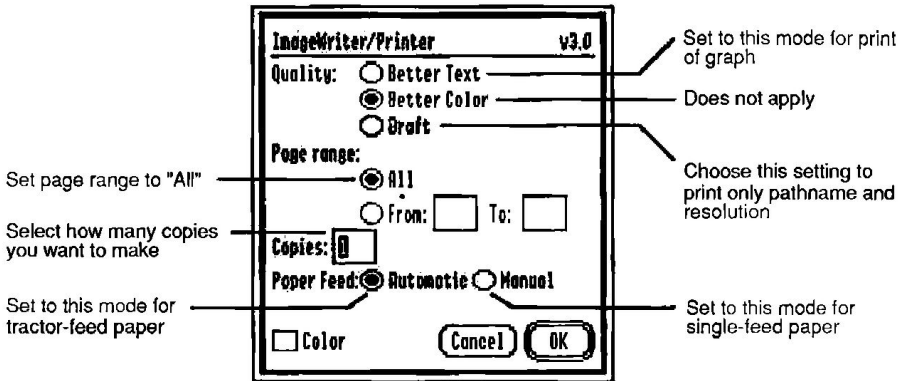 ImageWriter/Printer v3.0
Quality: Better Text
Better Color
Draft
Page range:
All
From: To:
Copies: 1
Paper Feed: Automatic Manual
Color Cancel OK
Set page range to "All"
Select how many copies
you want to make
Set to this mode for
tractor-feed paper
Set to this mode for print
of graph
Does not apply
Choose this setting to
print only pathname and
resolution
Set to this mode for
single-feed paper